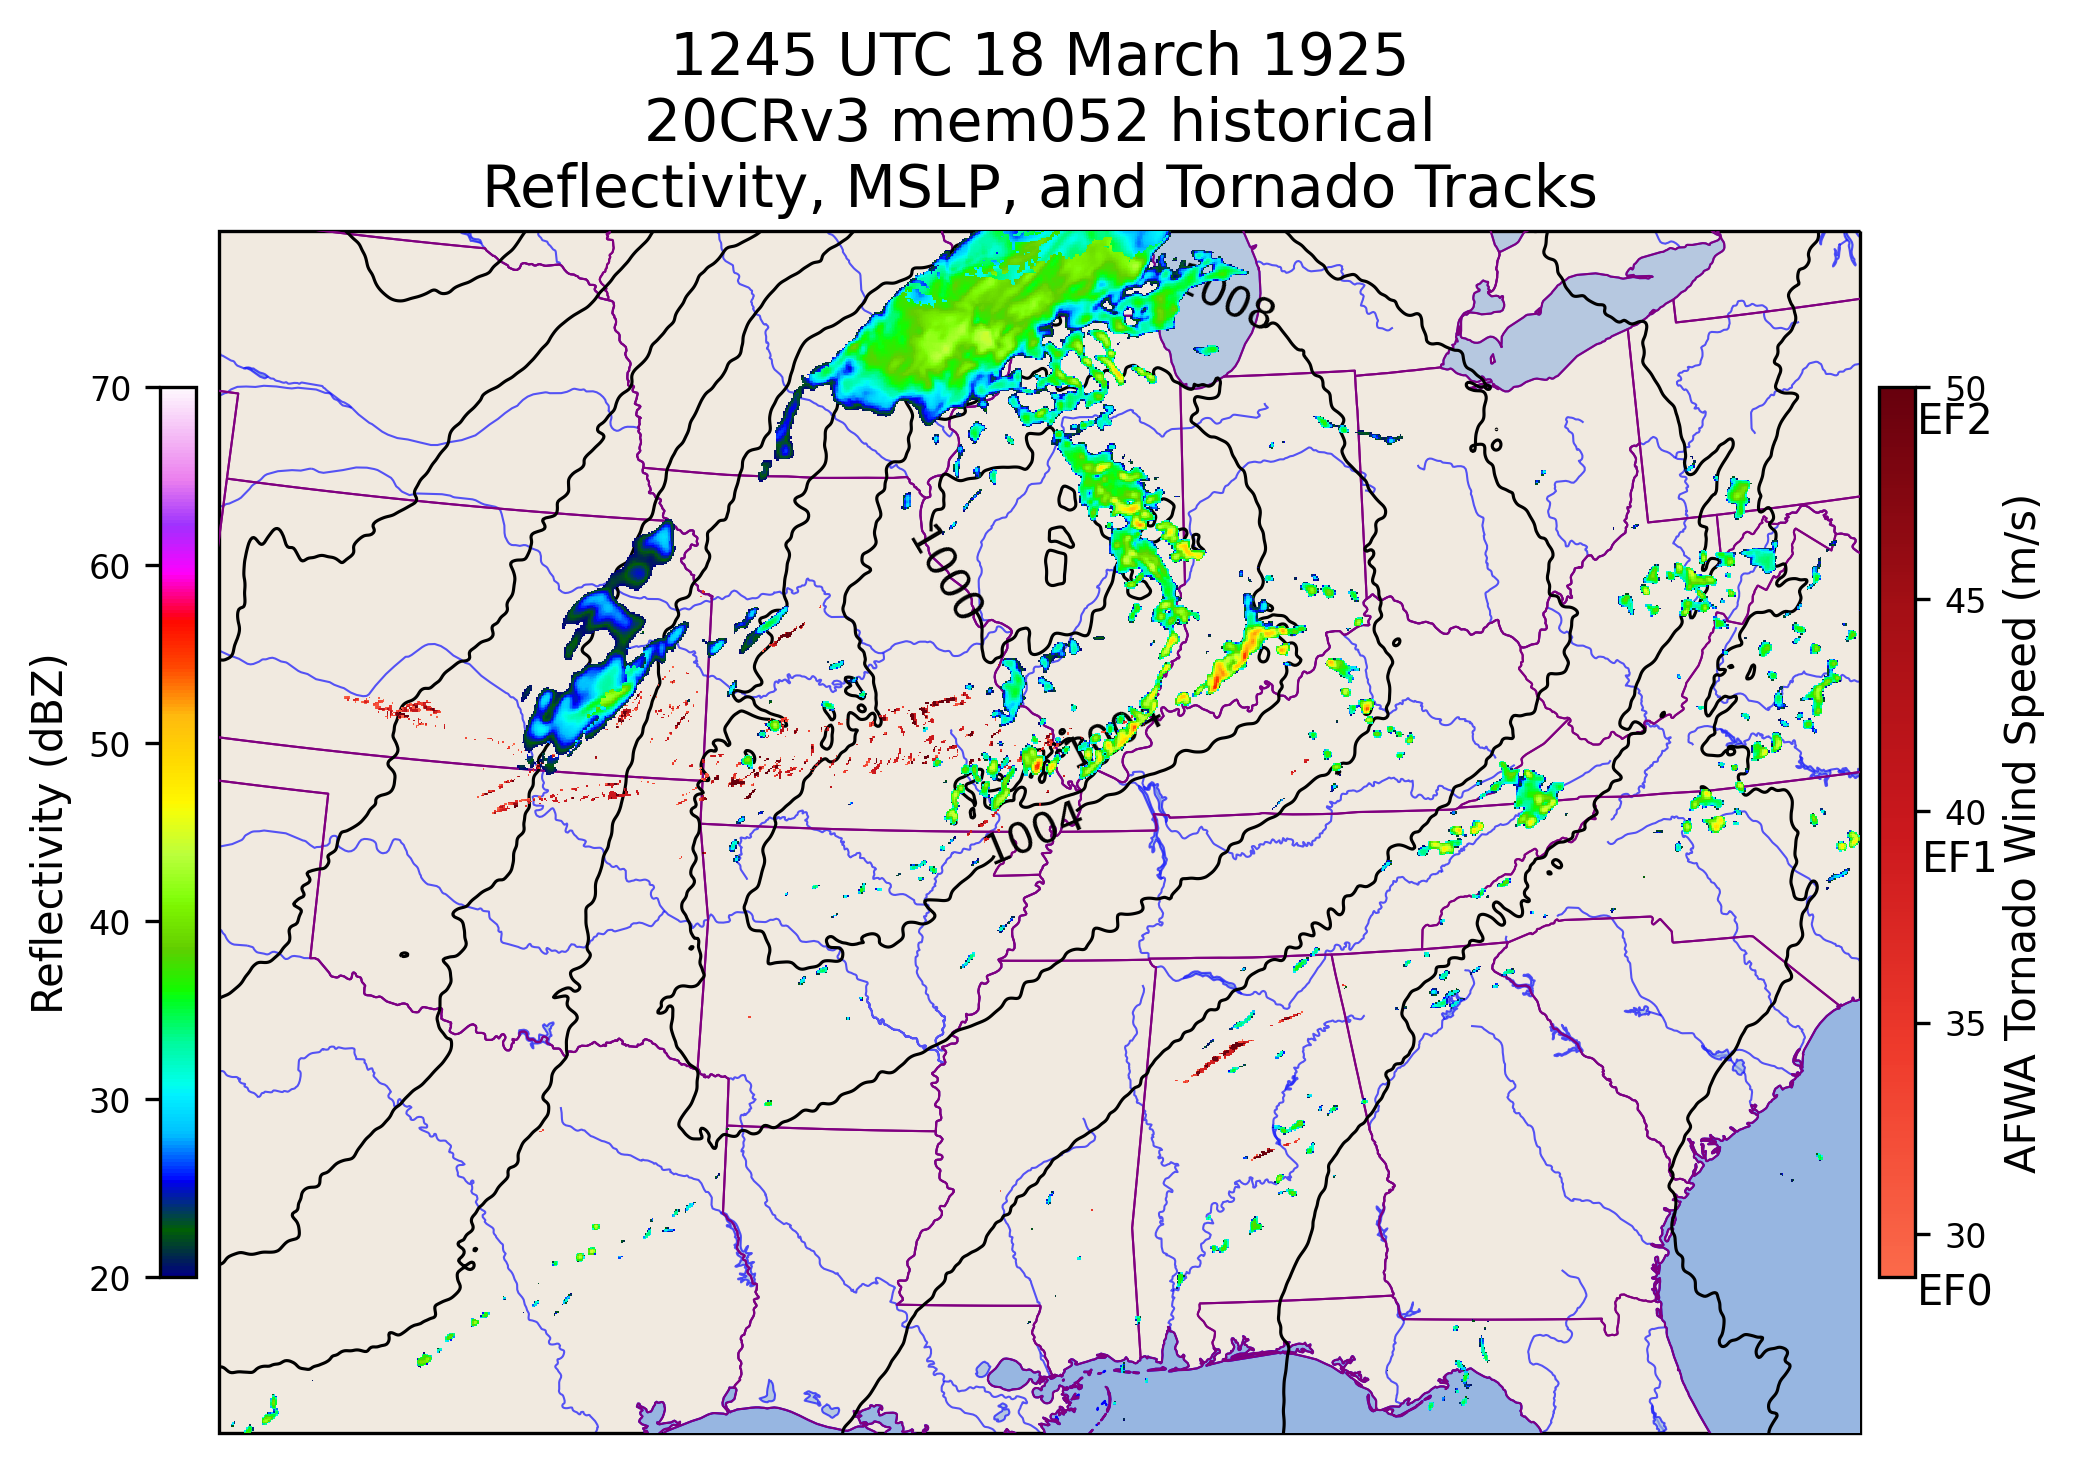 1245 UTC 18 March 1925
20CRv3 mem052 historical
Reflectivity, MSLP, and Tornado Tracks
Reflectivity (dBZ)
70
60
50
40
30
20
1008
1000
1004
1004
50
EF2
45
40
EF1
35
30
EF0
AFWA Tornado Wind Speed (m/s)